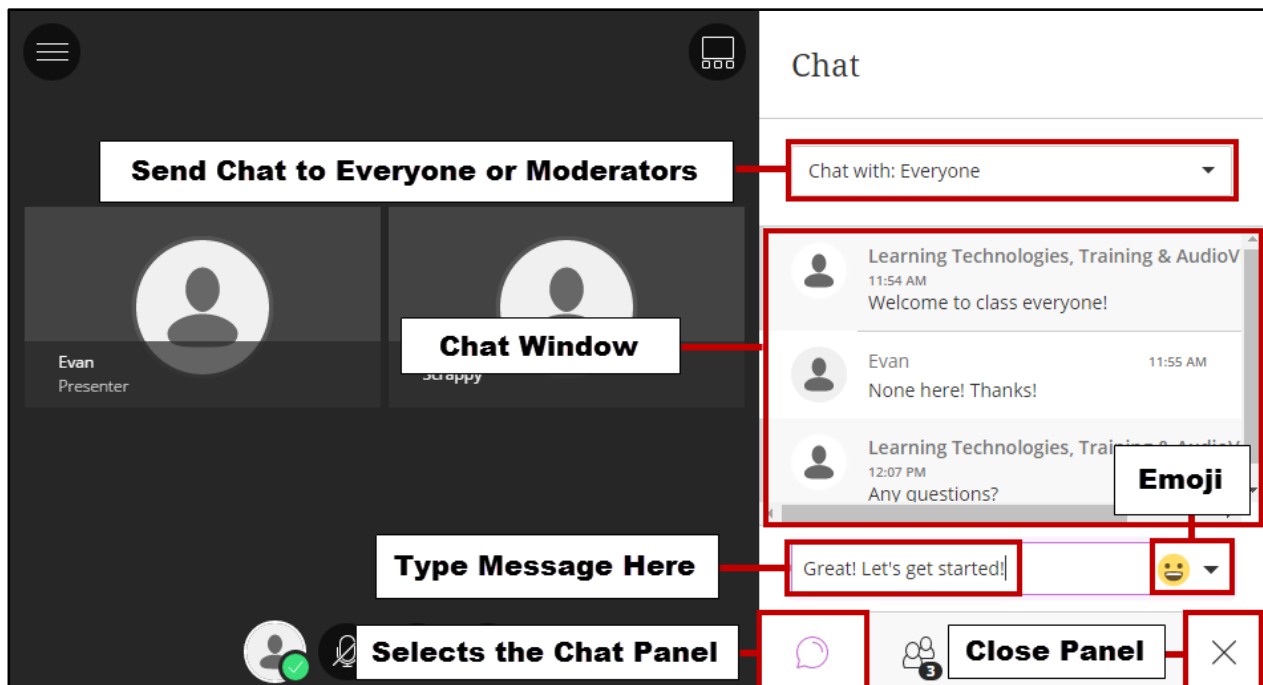 Chat
Send Chat to Everyone or Moderators
Chat with: Everyone
Learning Technologies, Training & AudioV
11:54 AM
Welcome to class everyone!
Chat Window
Evan
Presenter
Scrappy
Evan 11:55 AM
None here! Thanks!
Learning Technologies, Training & AudioV
12:07 PM
Any questions?
Emoji
Type Message Here
Great! Let's get started!
Selects the Chat Panel
3
Close Panel